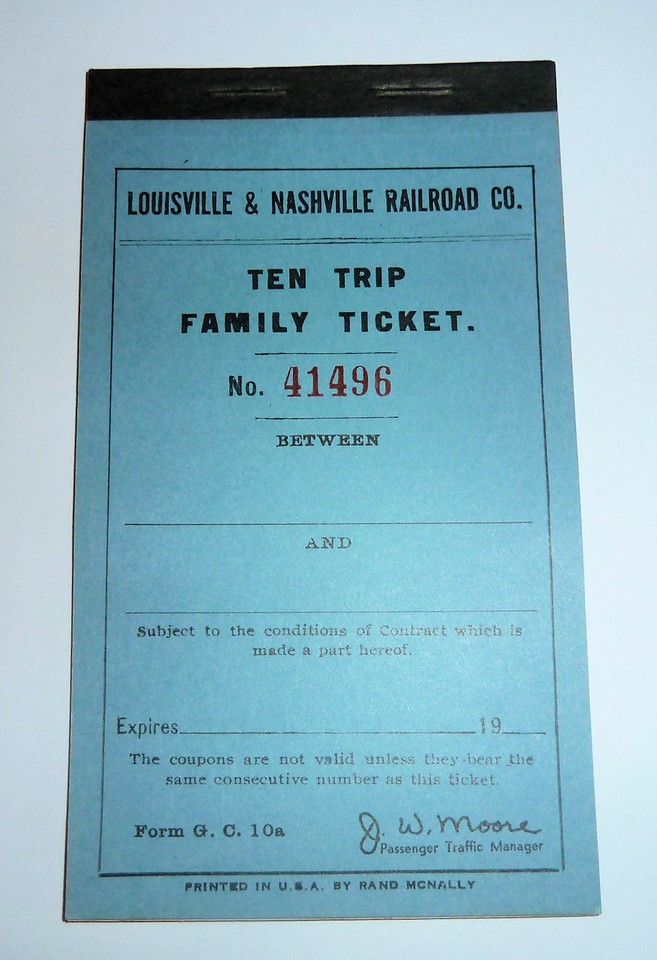 LOUISVILLE & NASHVILLE RAILROAD CO.
TEN TRIP
FAMILY TICKET.
No. 41496
BETWEEN
AND
Subject to the conditions of Contract which is
made a part hereof.
Expires 19
The coupons are not valid unless they bear the
same consecutive number as this ticket.
Form G. C. 10a
J. W. Moore
Passenger Traffic Manager
PRINTED IN U.S.A. BY RAND MCNALLY